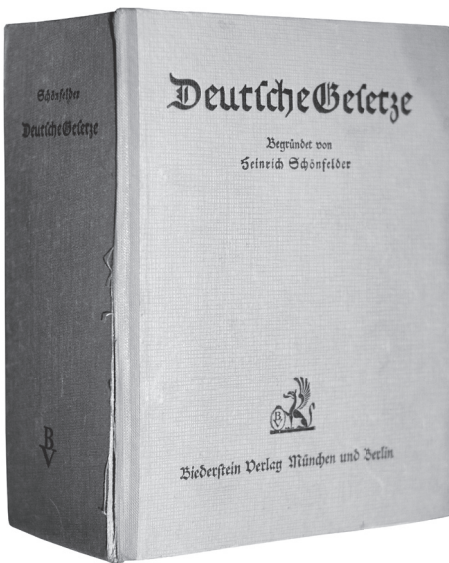 Schönfelder
Deutsche Gesetze
B
V
Deutsche Gesetze
Begründet von
Heinrich Schönfelder
B
V
Biederstein Verlag München und Berlin